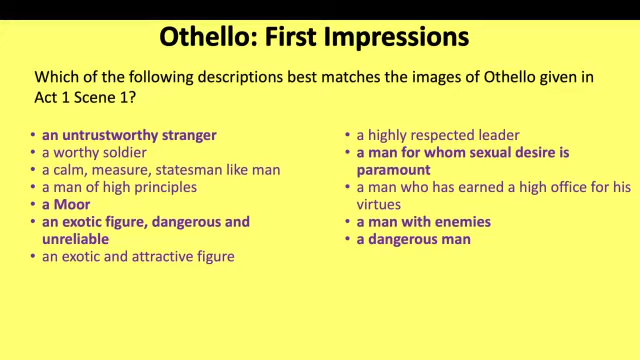 Othello: First Impressions
Which of the following descriptions best matches the images of Othello given in
Act 1 Scene 1?
• an untrustworthy stranger
• a worthy soldier
• a calm, measure, statesman like man
• a man of high principles
• a Moor
• an exotic figure, dangerous and
unreliable
• an exotic and attractive figure
• a highly respected leader
• a man for whom sexual desire is
paramount
• a man who has earned a high office for his
virtues
• a man with enemies
• a dangerous man